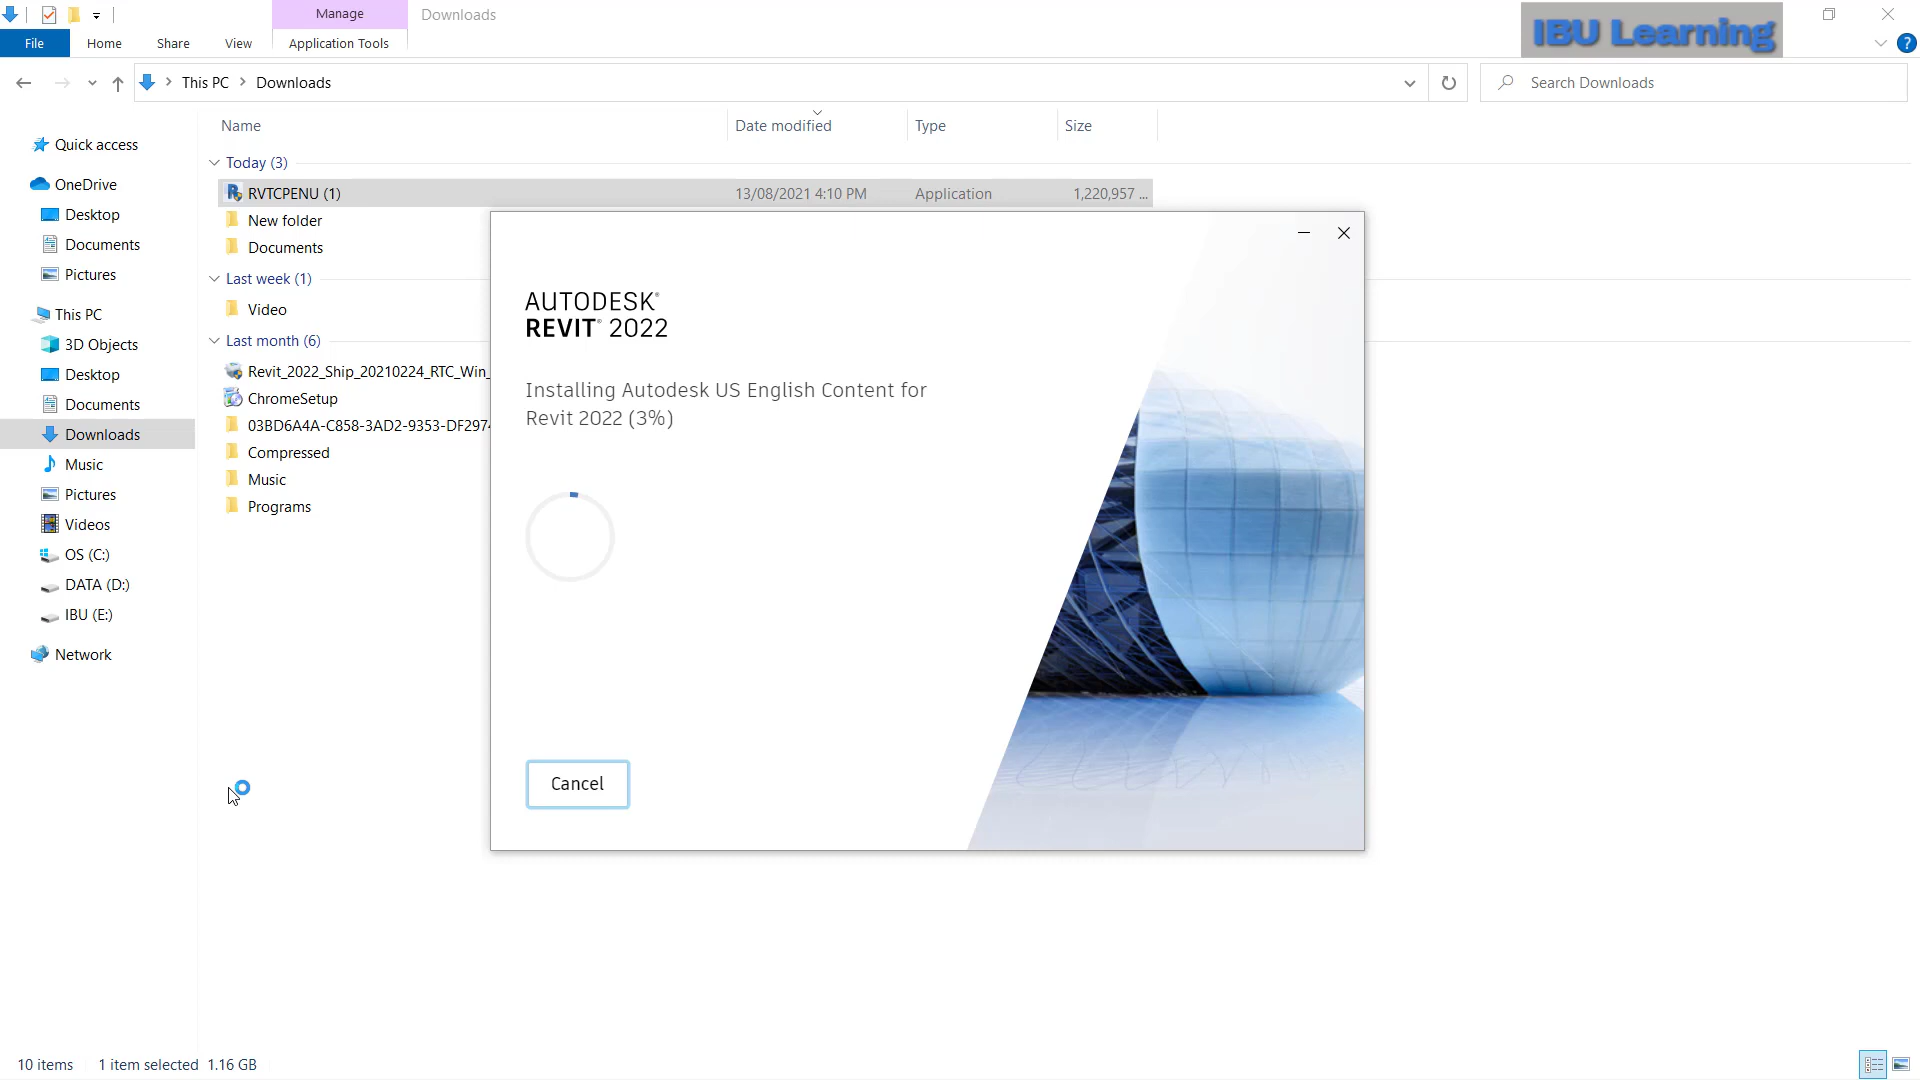 Manage
Downloads
IBU Learning
File
Home
Share
View
Application Tools
This PC
Downloads
Search Downloads
Name
Date modified
Type
Size
Quick access
OneDrive
Desktop
Documents
Pictures
This PC
3D Objects
Desktop
Documents
Downloads
Music
Pictures
Videos
OS (C:)
DATA (D:)
IBU (E:)
Network
Today (3)
RVTCPENU (1)
13/08/2021 4:10 PM
Application
1,220,957 ...
New folder
Documents
Last week (1)
Video
Last month (6)
Revit_2022_Ship_20210224_RTC_Win_
ChromeSetup
03BD6A4A-C858-3AD2-9353-DF2974
Compressed
Music
Programs
AUTODESK®
REVIT® 2022
Installing Autodesk US English Content for
Revit 2022 (3%)
Cancel
10 items
1 item selected 1.16 GB